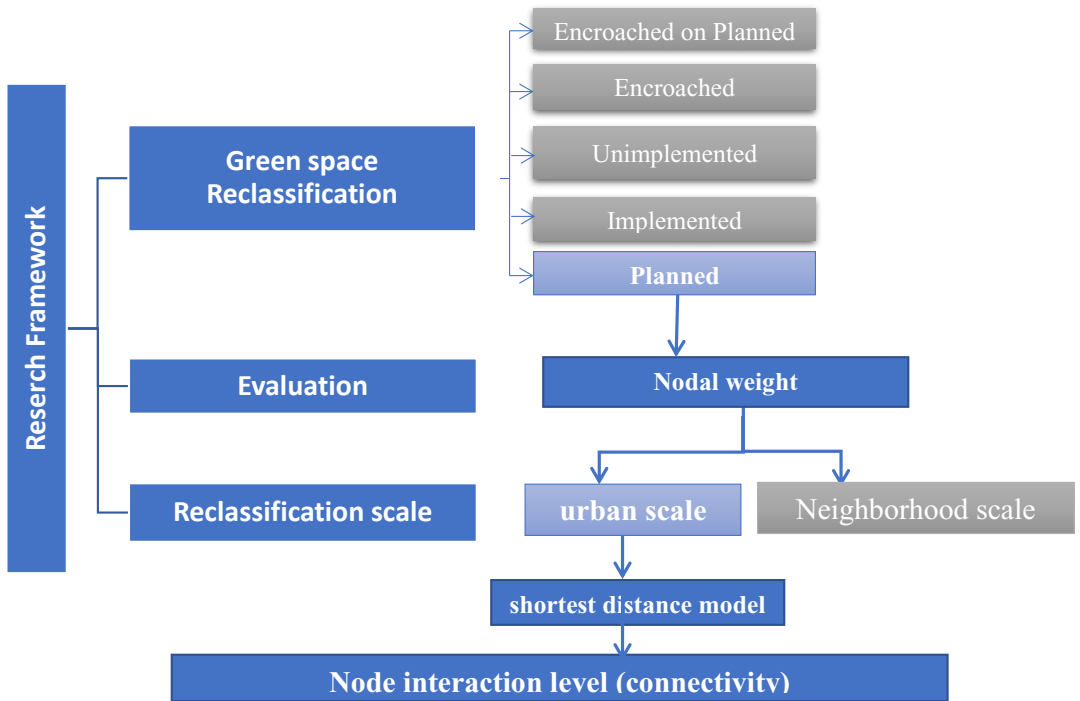 Reserch Framework
Green space
Reclassification
Encroached on Planned
Encroached
Unimplemented
Implemented
Planned
Evaluation
Nodal weight
Reclassification scale
urban scale
Neighborhood scale
shortest distance model
Node interaction level (connectivity)